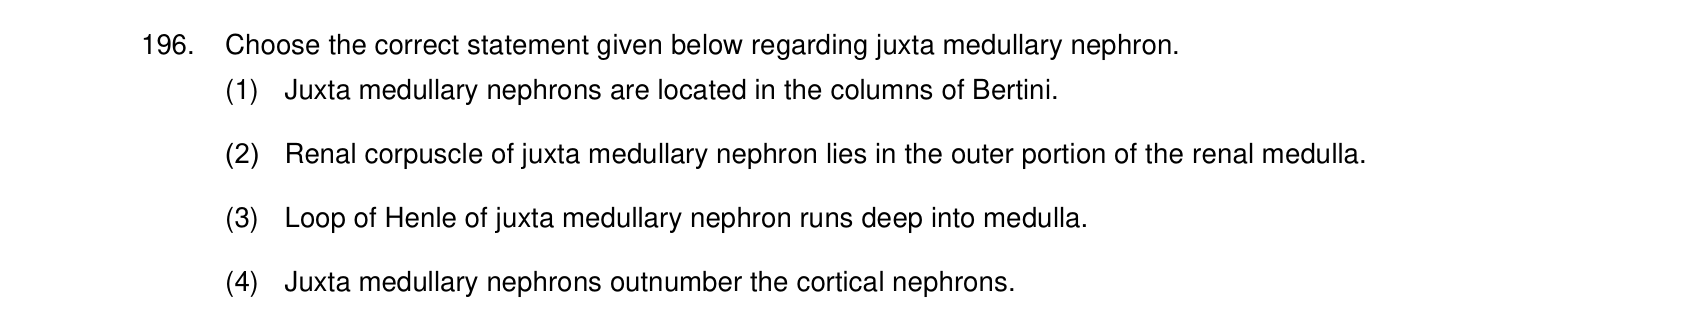 196. Choose the correct statement given below regarding juxta medullary nephron.
(1) Juxta medullary nephrons are located in the columns of Bertini.
(2) Renal corpuscle of juxta medullary nephron lies in the outer portion of the renal medulla.
(3) Loop of Henle of juxta medullary nephron runs deep into medulla.
(4) Juxta medullary nephrons outnumber the cortical nephrons.